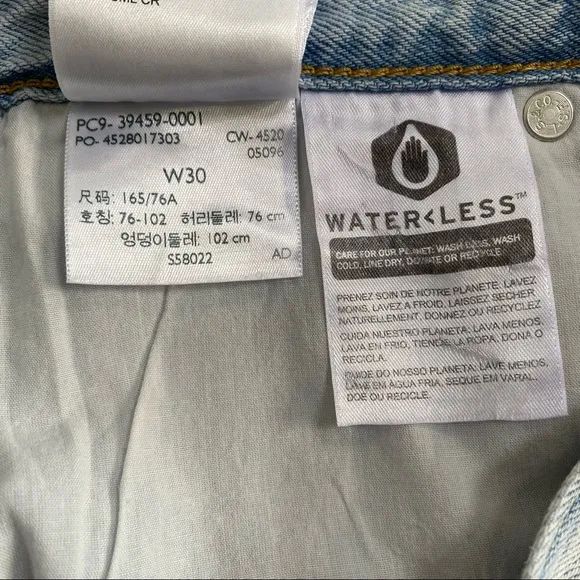 PC9- 39459-0001
PO- 4528017303 CW- 4520
05096
W30
尺码: 165/76A
호칭: 76-102 허리둘레: 76 cm
엉덩이둘레: 102 cm
S58022 AD
WATER<LESS™
CARE FOR OUR PLANET: WASH LESS, WASH
COLD, LINE DRY, DONATE OR RECYCLE
PRENEZ SOIN DE NOTRE PLANETE: LAVEZ
MOINS, LAVEZ A FROID, LAISSEZ SECHER
NATURELLEMENT, DONNEZ OU RECYCLEZ
CUIDA NUESTRO PLANETA: LAVA MENOS,
LAVA EN FRIO, TIENDE LA ROPA, DONA O
RECICLA.
CUIDE DO NOSSO PLANETA: LAVE MENOS,
LAVE EM AGUA FRIA, SEQUE EM VARAL,
DOE OU RECICLE.